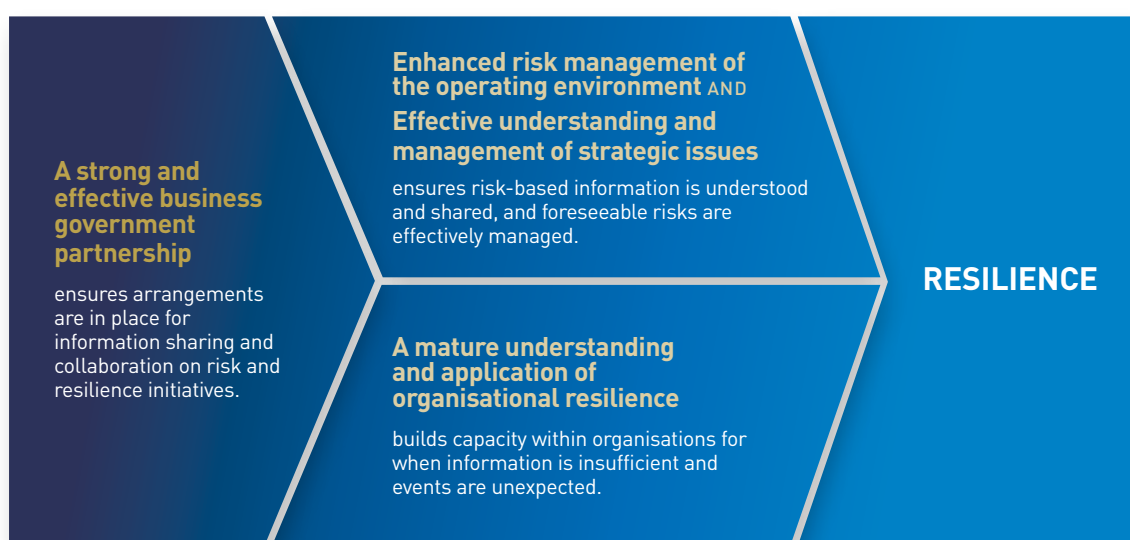 A strong and
effective business
government
partnership
ensures arrangements
are in place for
information sharing and
collaboration on risk and
resilience initiatives.
Enhanced risk management of
the operating environment AND
Effective understanding and
management of strategic issues
ensures risk-based information is understood
and shared, and foreseeable risks are
effectively managed.
A mature understanding
and application of
organisational resilience
builds capacity within organisations for
when information is insufficient and
events are unexpected.
RESILIENCE